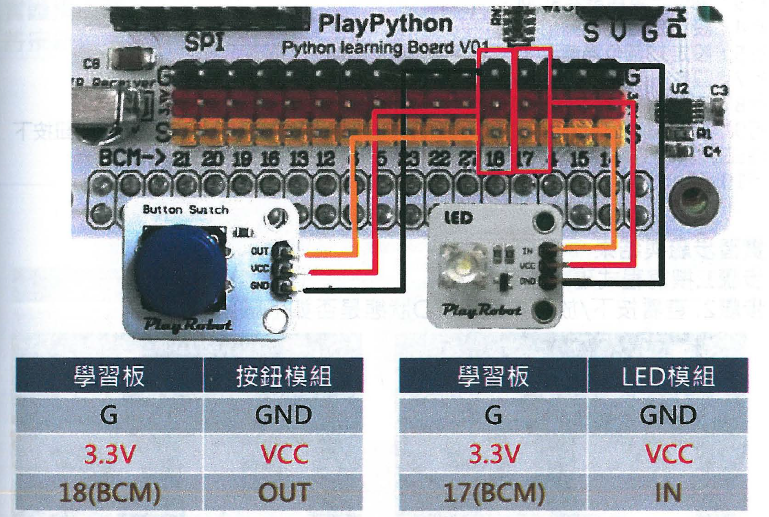 PlayPython
Python learning Board V01
SPI
S V G
C8
G
G
3.3V
S
S
U2
C3
R1
C4
BCM-> 21 20 19 16 13 12 6 5 23 22 27 18 17 4 15 14
Button Switch
OUT
VCC
GND
PlayRobot
LED
IN
VCC
GND
PlayRobot
學習板 按鈕模組
G GND
3.3V VCC
18(BCM) OUT
學習板 LED模組
G GND
3.3V VCC
17(BCM) IN